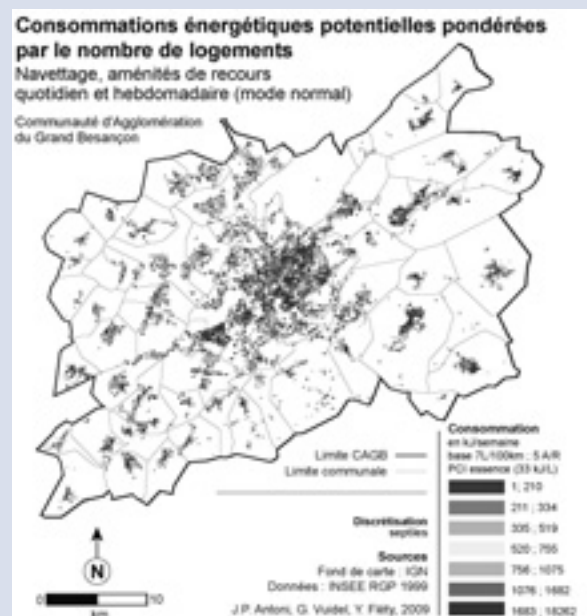 Consommations énergétiques potentielles pondérées
par le nombre de logements
Navettage, aménités de recours
quotidien et hebdomadaire (mode normal)
Communauté d'Agglomération
du Grand Besançon
Limite CAGB
Limite communale
Consommation
en kJ/semaine
base 7L/100km ; 5 A/R
PCI essence (33 kJ/L)
1 ; 210
211 ; 334
335 ; 519
520 ; 755
756 ; 1075
1076 ; 1682
1683 ; 18262
Discrétisation
septiles
Sources
Fond de carte : IGN
Données : INSEE RGP 1999
J.P. Antoni, G. Vuidel, Y. Fléty, 2009
N
0
10
km